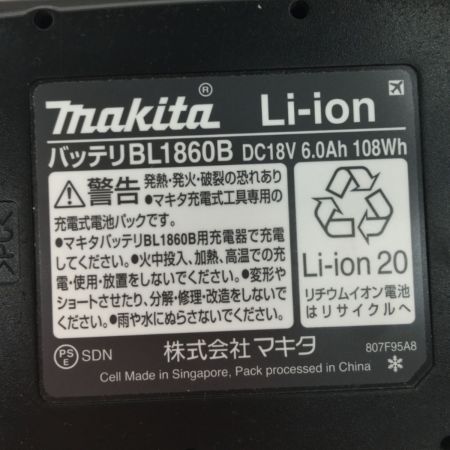 makita® Li-ion
バッテリBL1860B DC18V 6.0Ah 108Wh
警告 発熱・発火・破裂の恐れあり
●マキタ充電式工具専用の
充電式電池パックです。
●マキタバッテリBL1860B用充電器で充電
してください。●火中投入、加熱、高温での充
電・使用・放置をしないでください。●変形や
ショートさせたり、分解・修理・改造をしないで
ください。●雨や水にぬらさないでください。
Li-ion 20
リチウムイオン電池
はリサイクルへ
PSE SDN 株式会社マキタ 807F95A8
Cell Made in Singapore, Pack processed in China